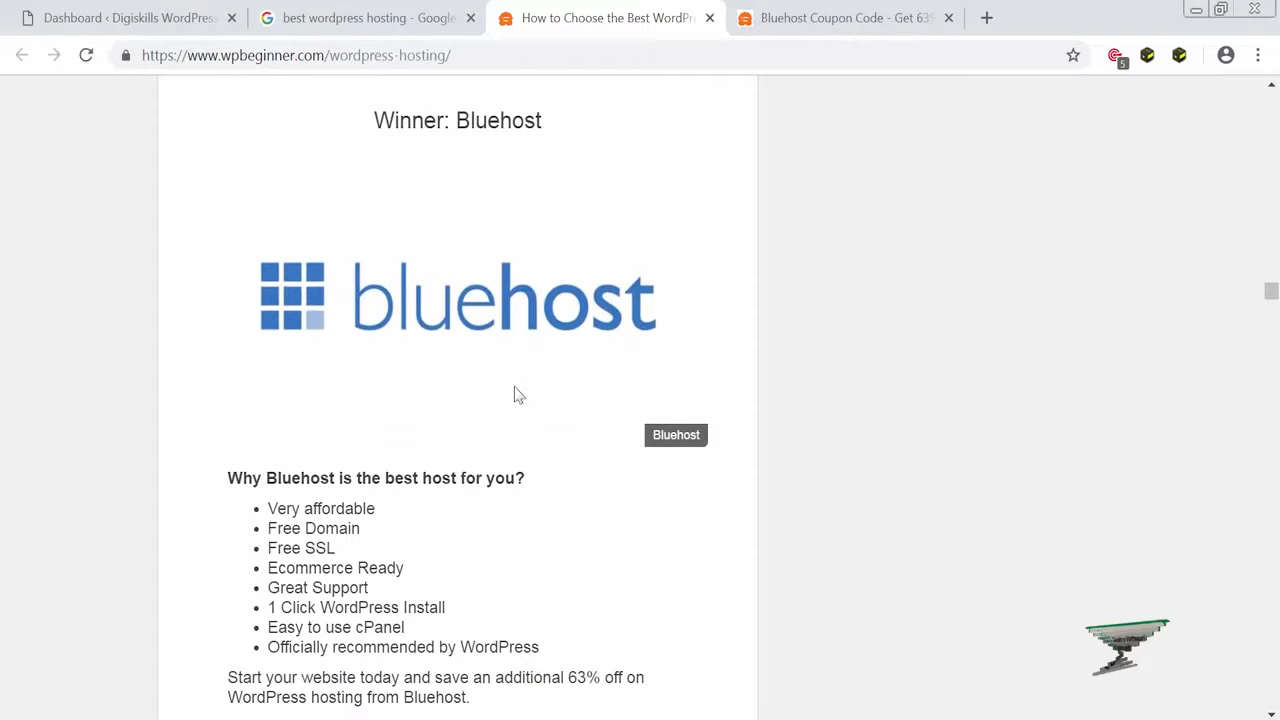 Dashboard ‹ Digiskills WordPress
best wordpress hosting - Google
How to Choose the Best WordPr
Bluehost Coupon Code - Get 63%
https://www.wpbeginner.com/wordpress-hosting/
5
Winner: Bluehost
bluehost
Bluehost
Why Bluehost is the best host for you?
• Very affordable
• Free Domain
• Free SSL
• Ecommerce Ready
• Great Support
• 1 Click WordPress Install
• Easy to use cPanel
• Officially recommended by WordPress
Start your website today and save an additional 63% off on
WordPress hosting from Bluehost.